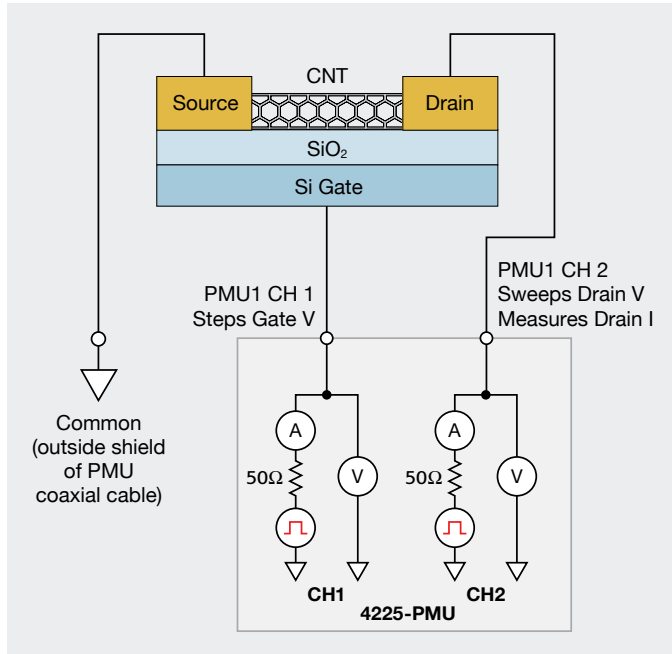 CNT
Source
Drain
SiO₂
Si Gate
PMU1 CH 1
Steps Gate V
PMU1 CH 2
Sweeps Drain V
Measures Drain I
Common
(outside shield
of PMU
coaxial cable)
A
50Ω
V
A
50Ω
V
CH1
CH2
4225-PMU